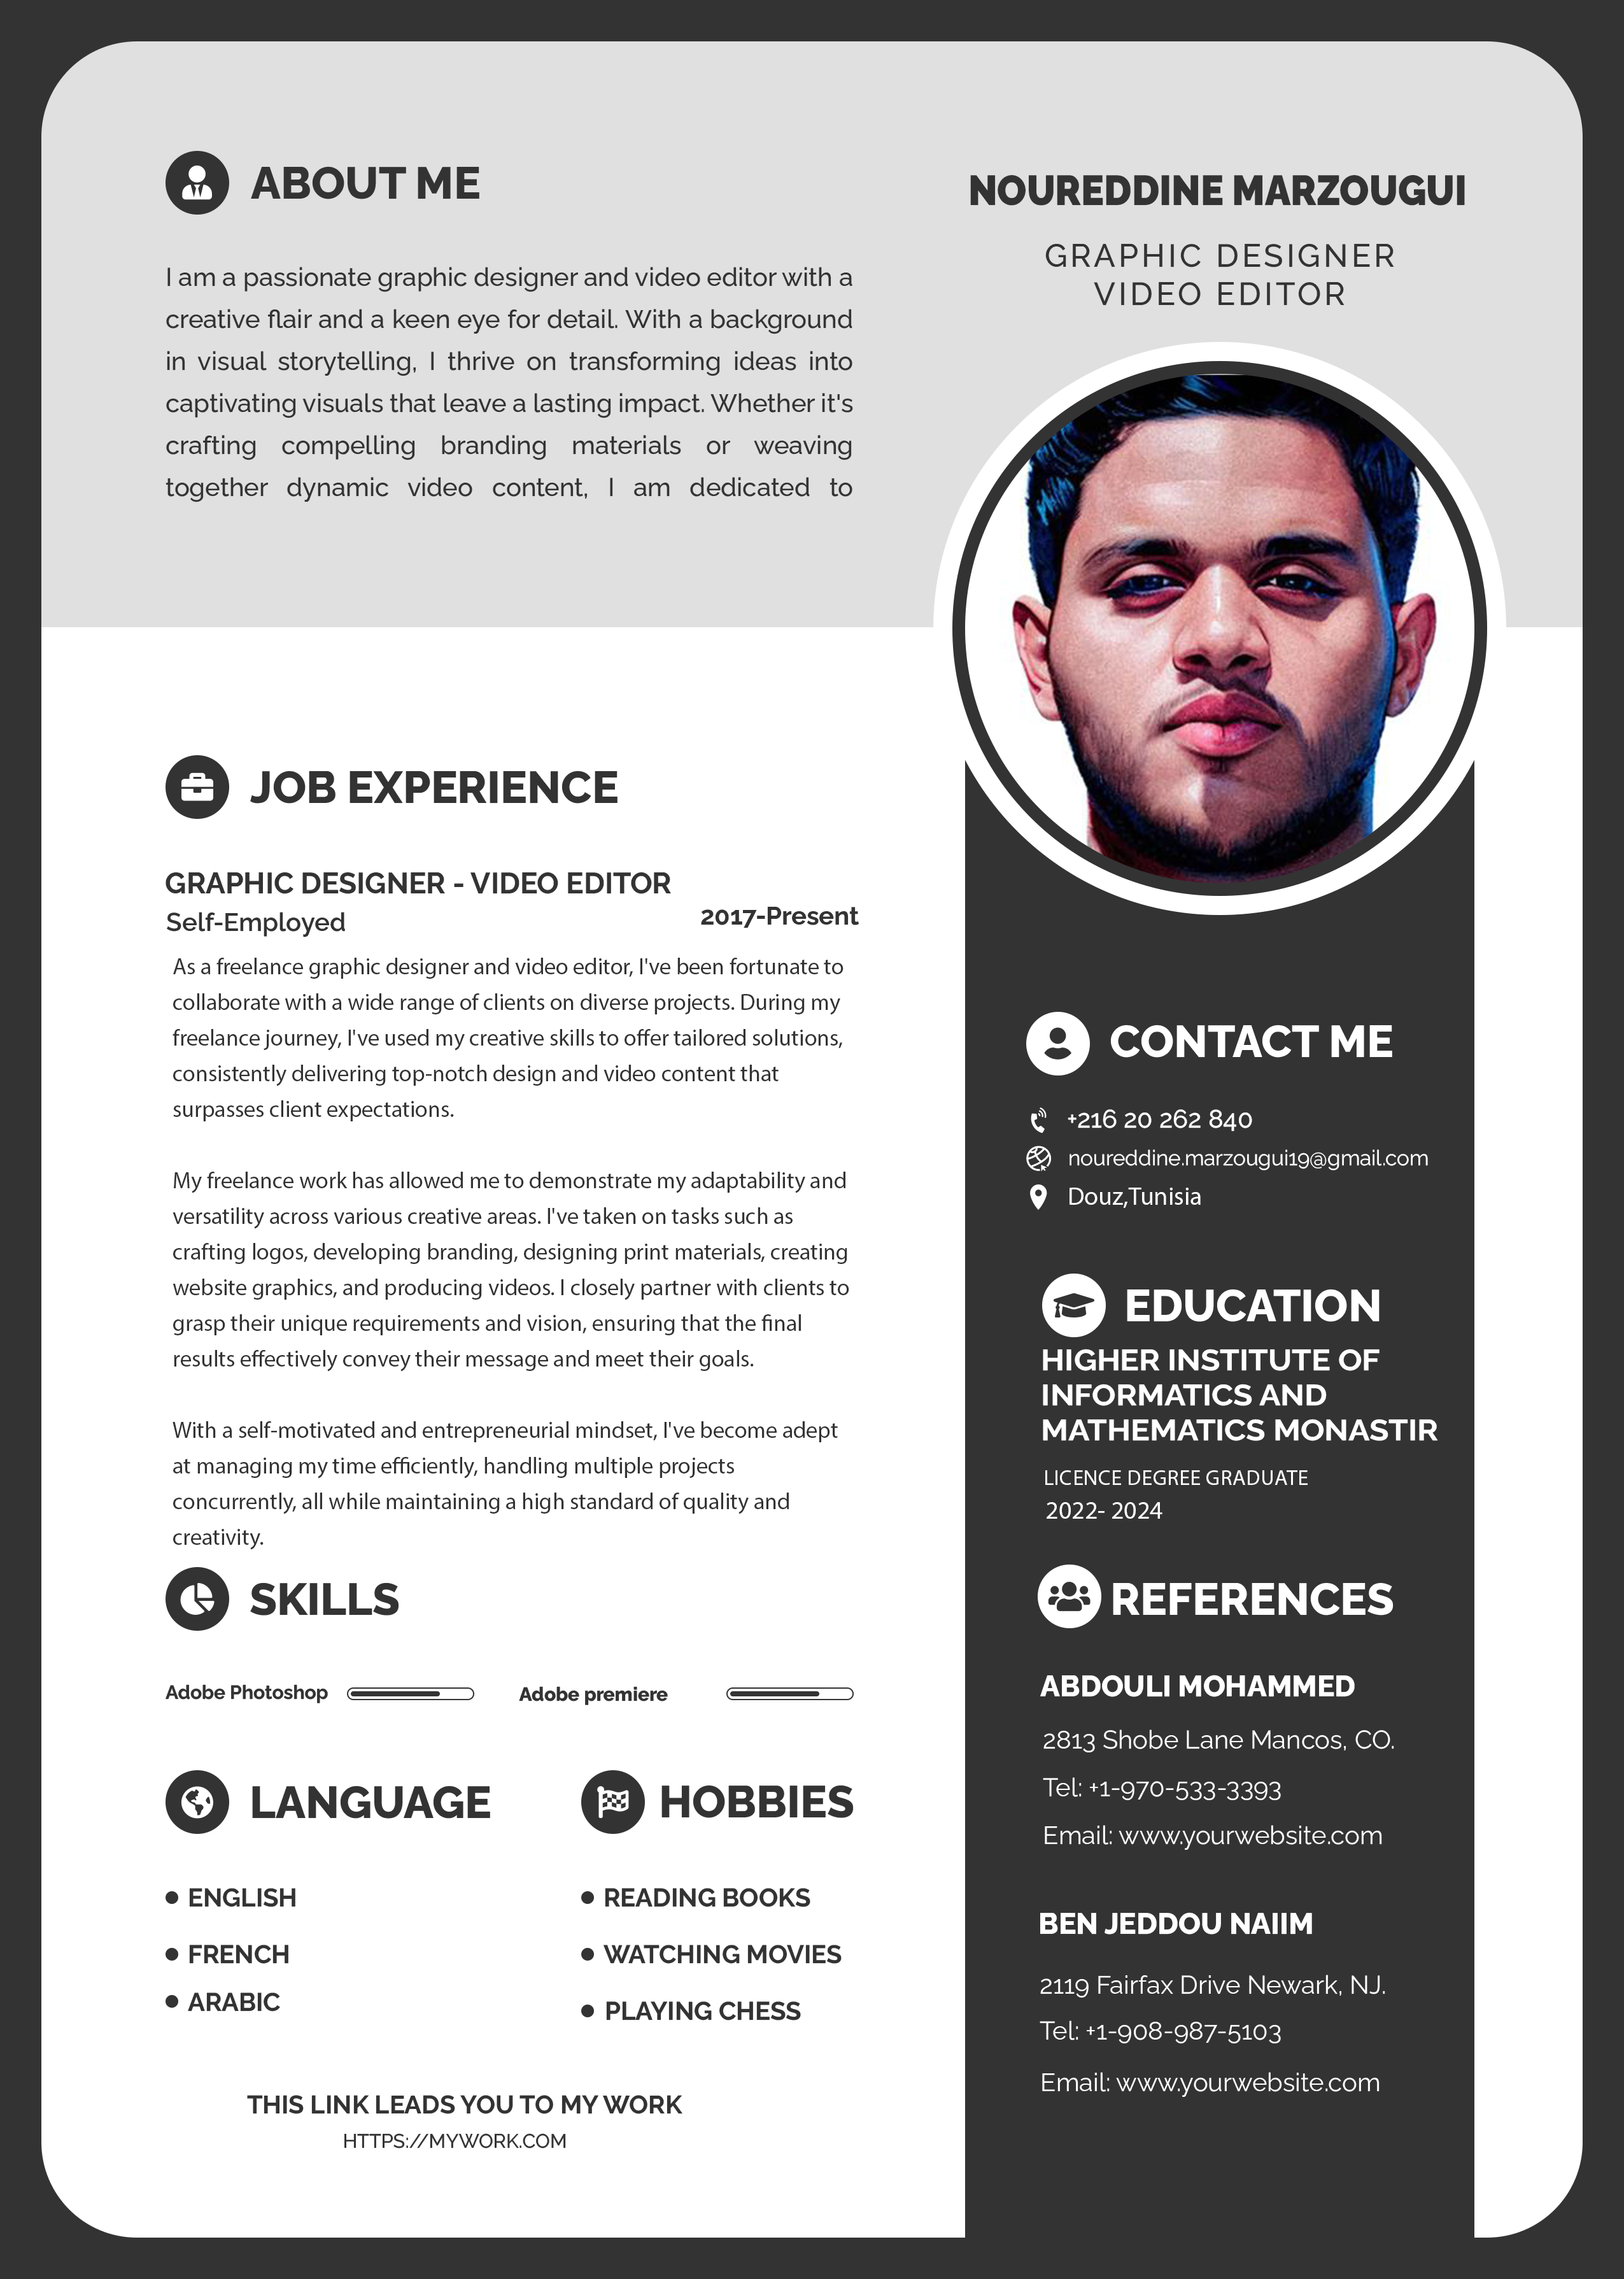 ABOUT ME
I am a passionate graphic designer and video editor with a
creative flair and a keen eye for detail. With a background
in visual storytelling, I thrive on transforming ideas into
captivating visuals that leave a lasting impact. Whether it's
crafting compelling branding materials or weaving
together dynamic video content, I am dedicated to
NOUREDDINE MARZOUGUI
GRAPHIC DESIGNER
VIDEO EDITOR
JOB EXPERIENCE
GRAPHIC DESIGNER - VIDEO EDITOR
Self-Employed
2017-Present
As a freelance graphic designer and video editor, I've been fortunate to
collaborate with a wide range of clients on diverse projects. During my
freelance journey, I've used my creative skills to offer tailored solutions,
consistently delivering top-notch design and video content that
surpasses client expectations.
My freelance work has allowed me to demonstrate my adaptability and
versatility across various creative areas. I've taken on tasks such as
crafting logos, developing branding, designing print materials, creating
website graphics, and producing videos. I closely partner with clients to
grasp their unique requirements and vision, ensuring that the final
results effectively convey their message and meet their goals.
With a self-motivated and entrepreneurial mindset, I've become adept
at managing my time efficiently, handling multiple projects
concurrently, all while maintaining a high standard of quality and
creativity.
SKILLS
Adobe Photoshop
Adobe premiere
LANGUAGE
ENGLISH
FRENCH
ARABIC
HOBBIES
READING BOOKS
WATCHING MOVIES
PLAYING CHESS
THIS LINK LEADS YOU TO MY WORK
HTTPS://MYWORK.COM
CONTACT ME
+216 20 262 840
noureddine.marzougui19@gmail.com
Douz,Tunisia
EDUCATION
HIGHER INSTITUTE OF
INFORMATICS AND
MATHEMATICS MONASTIR
LICENCE DEGREE GRADUATE
2022- 2024
REFERENCES
ABDOULI MOHAMMED
2813 Shobe Lane Mancos, CO.
Tel: +1-970-533-3393
Email: www.yourwebsite.com
BEN JEDDOU NAIIM
2119 Fairfax Drive Newark, NJ.
Tel: +1-908-987-5103
Email: www.yourwebsite.com